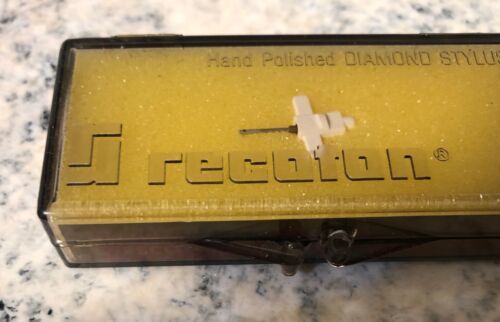 Hand Polished DIAMOND STYLUS
recoton®